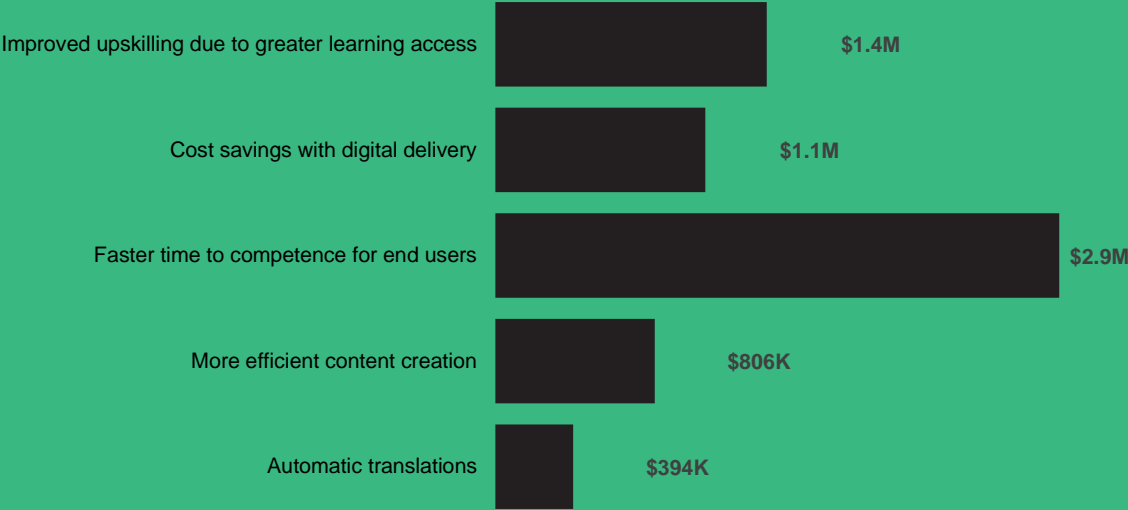 Improved upskilling due to greater learning access $1.4M
Cost savings with digital delivery $1.1M
Faster time to competence for end users $2.9M
More efficient content creation $806K
Automatic translations $394K